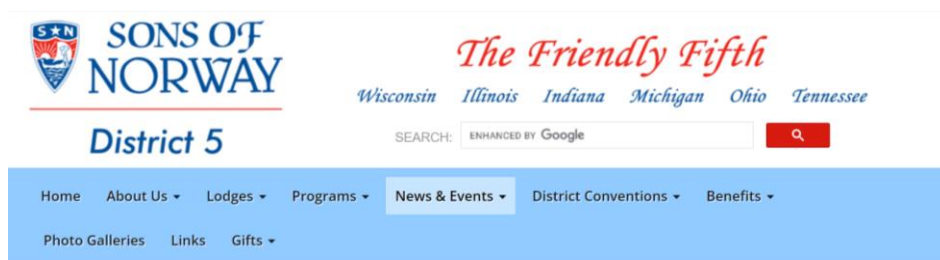 S★N
SONS OF
NORWAY
District 5
The Friendly Fifth
Wisconsin Illinois Indiana Michigan Ohio Tennessee
SEARCH: ENHANCED BY Google
Home About Us Lodges Programs News & Events District Conventions Benefits
Photo Galleries Links Gifts